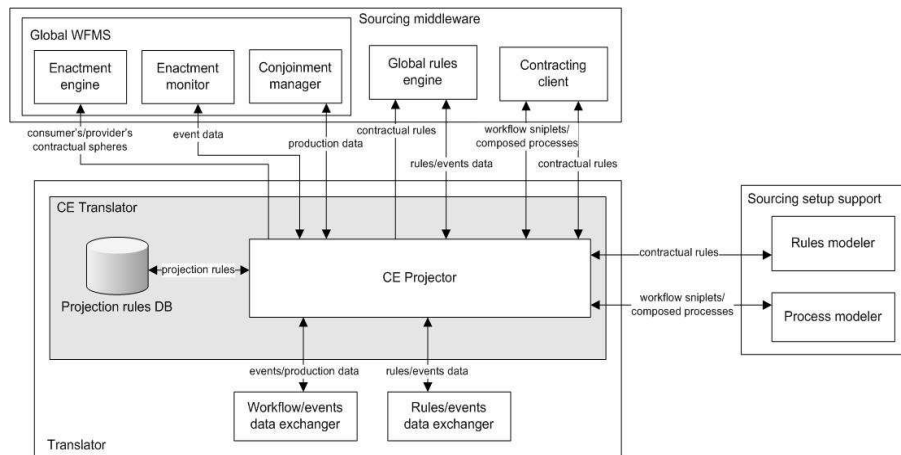 Sourcing middleware
Global WFMS
Enactment
engine
Enactment
monitor
Conjoinment
manager
Global rules
engine
Contracting
client
consumer's/provider's
contractual spheres
event data
production data
contractual rules
rules/events data
workflow sniplets/
composed processes
contractual rules
CE Translator
Projection rules DB
projection rules
CE Projector
contractual rules
workflow sniplets/
composed processes
Sourcing setup support
Rules modeler
Process modeler
events/production data
rules/events data
Workflow/events
data exchanger
Rules/events
data exchanger
Translator